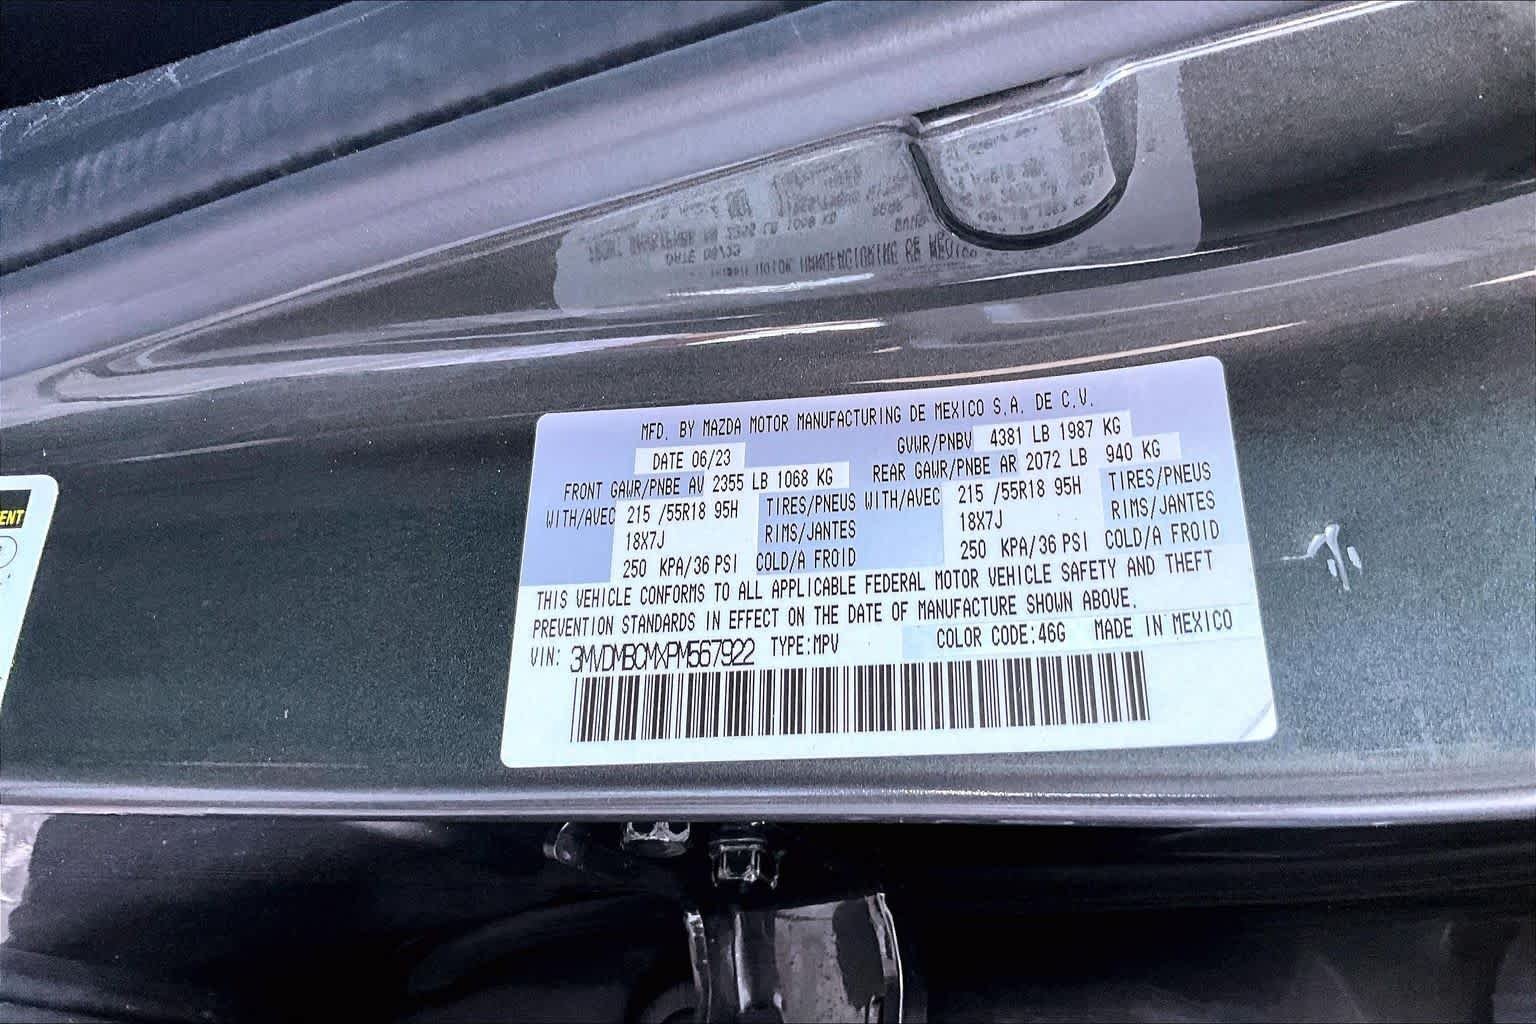 MFD. BY MAZDA MOTOR MANUFACTURING DE MEXICO S.A. DE C.V.
DATE 06/23 GVWR/PNBV 4381 LB 1987 KG
FRONT GAWR/PNBE AV 2355 LB 1068 KG REAR GAWR/PNBE AR 2072 LB 940 KG
WITH/AVEC 215 /55R18 95H TIRES/PNEUS WITH/AVEC 215 /55R18 95H TIRES/PNEUS
18X7J RIMS/JANTES 18X7J RIMS/JANTES
250 KPA/36 PSI COLD/A FROID 250 KPA/36 PSI COLD/A FROID
THIS VEHICLE CONFORMS TO ALL APPLICABLE FEDERAL MOTOR VEHICLE SAFETY AND THEFT
PREVENTION STANDARDS IN EFFECT ON THE DATE OF MANUFACTURE SHOWN ABOVE.
VIN: 3MVDMBCMXPM567922 TYPE:MPV COLOR CODE:46G MADE IN MEXICO
ENT